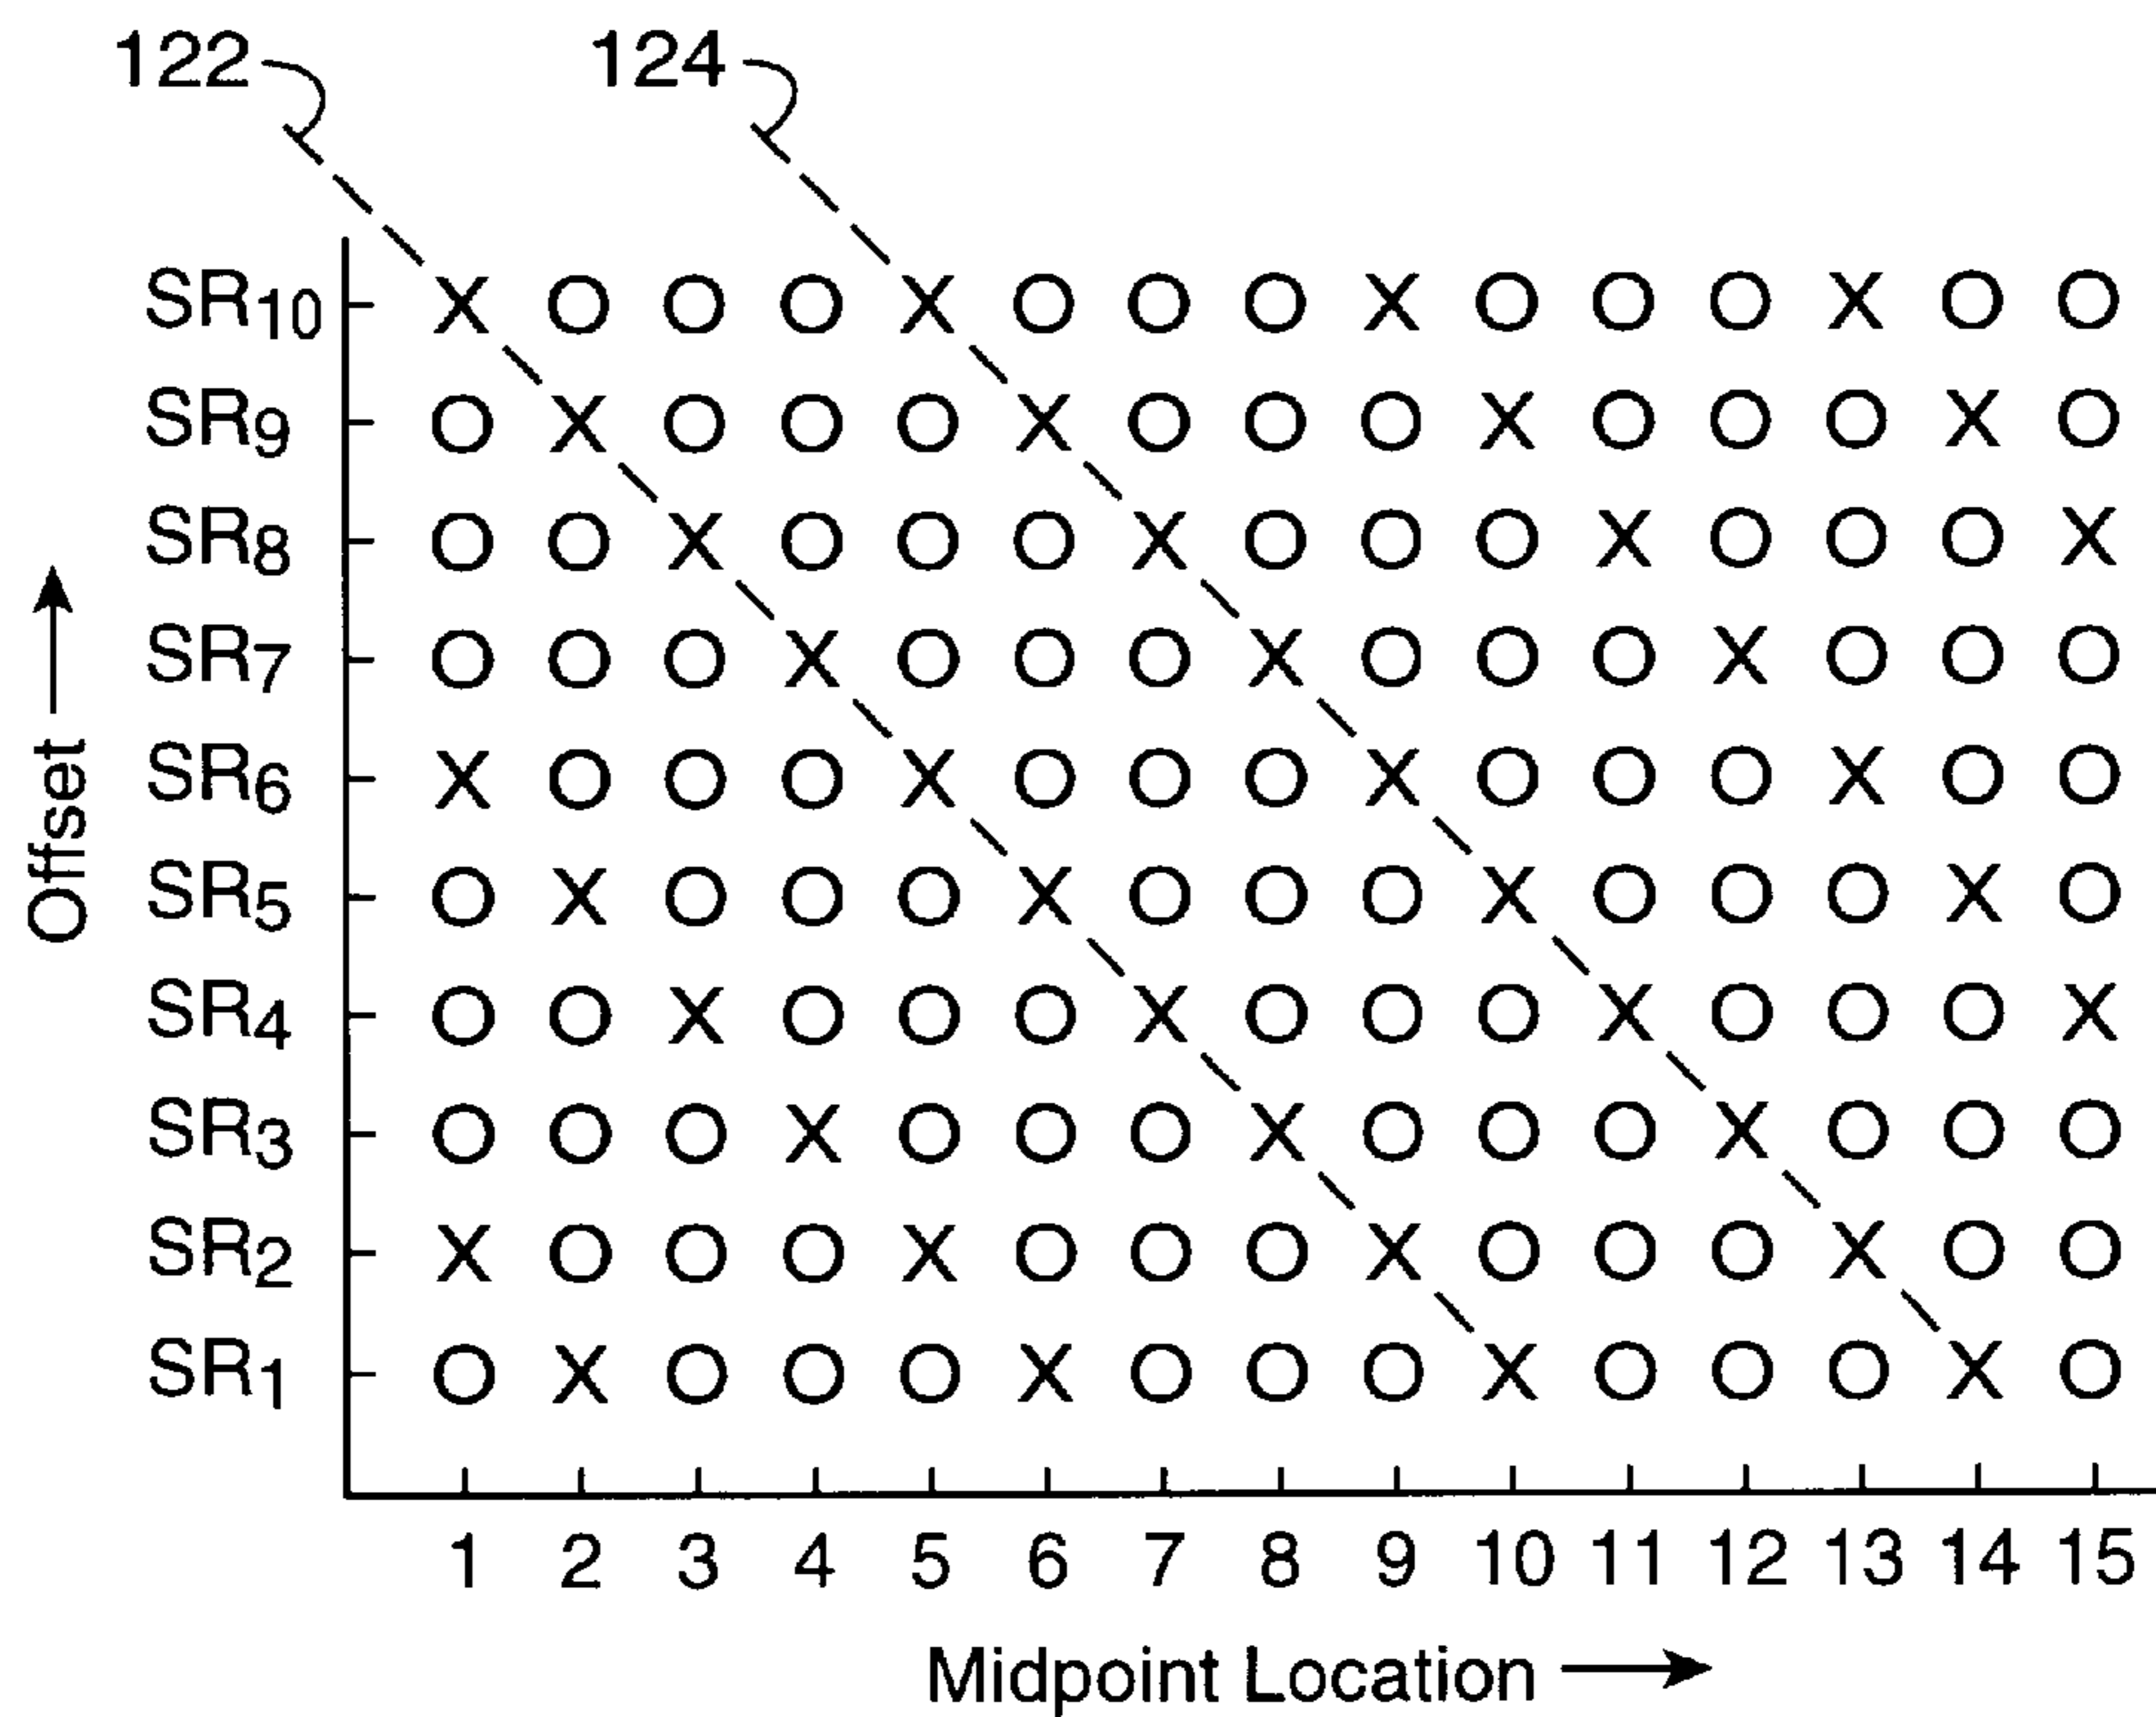 122 124
SR10 X O O O X O O O X O O O X O O
SR9 O X O O O X O O O X O O O X O
SR8 O O X O O O X O O O X O O O X
SR7 O O O X O O O X O O O X O O O
SR6 X O O O X O O O X O O O X O O
SR5 O X O O O X O O O X O O O X O
SR4 O O X O O O X O O O X O O O X
SR3 O O O X O O O X O O O X O O O
SR2 X O O O X O O O X O O O X O O
SR1 O X O O O X O O O X O O O X O
Offset
1 2 3 4 5 6 7 8 9 10 11 12 13 14 15
Midpoint Location